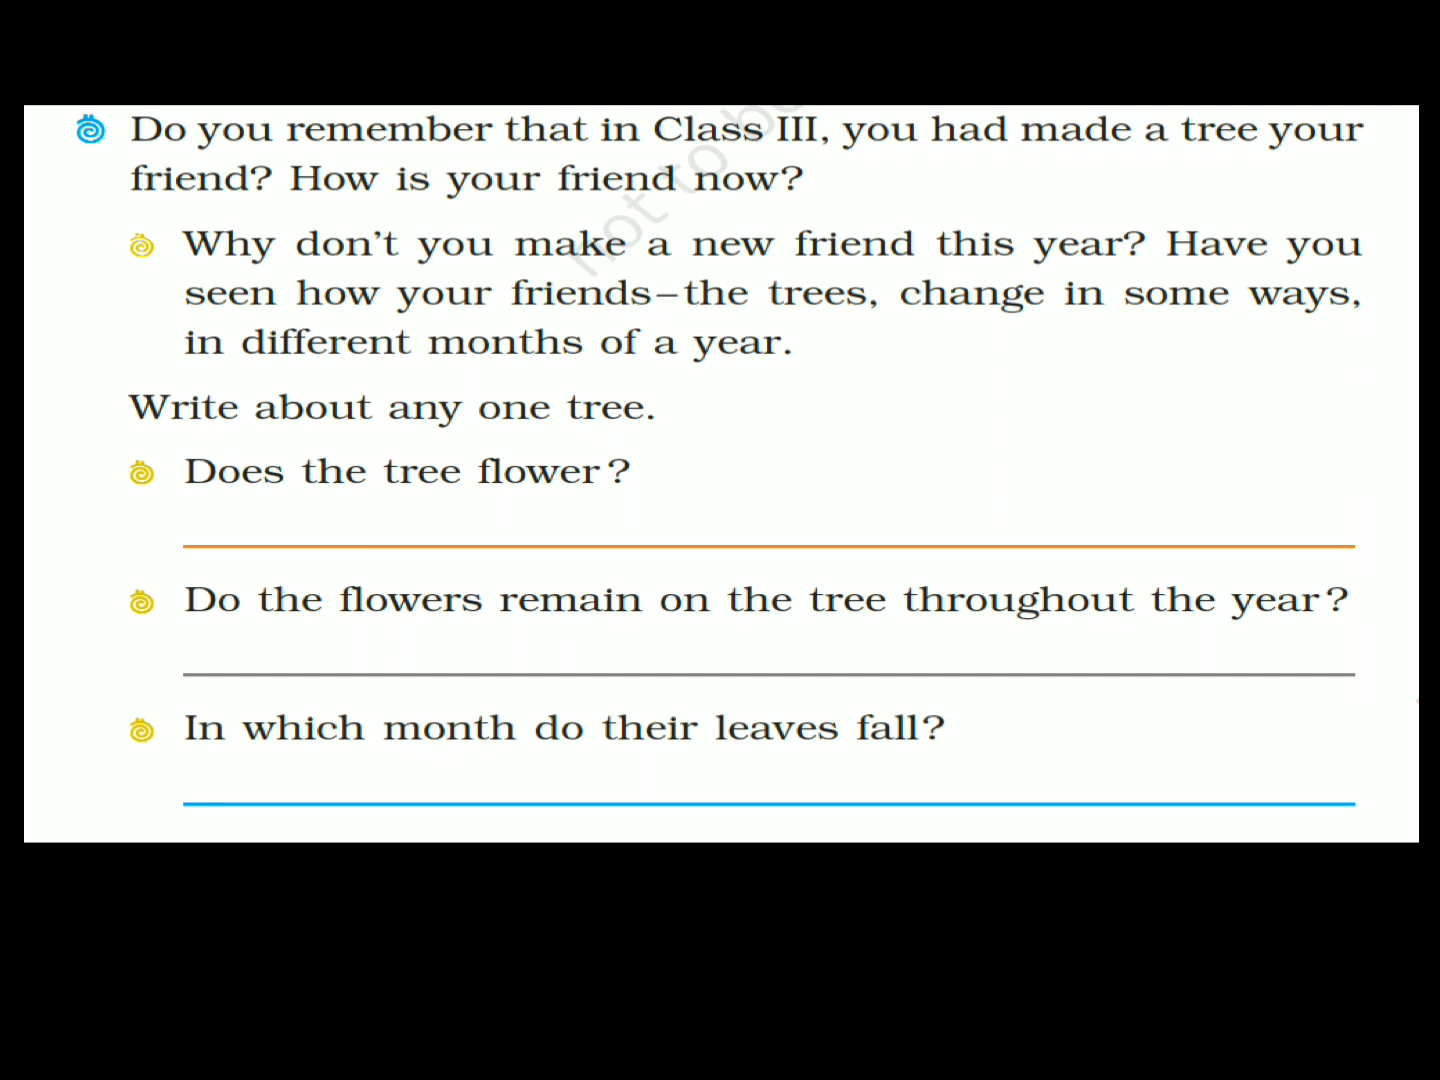 Do you remember that in Class III, you had made a tree your
friend? How is your friend now?
Why don't you make a new friend this year? Have you
seen how your friends–the trees, change in some ways,
in different months of a year.
Write about any one tree.
Does the tree flower?
Do the flowers remain on the tree throughout the year?
In which month do their leaves fall?
not to b